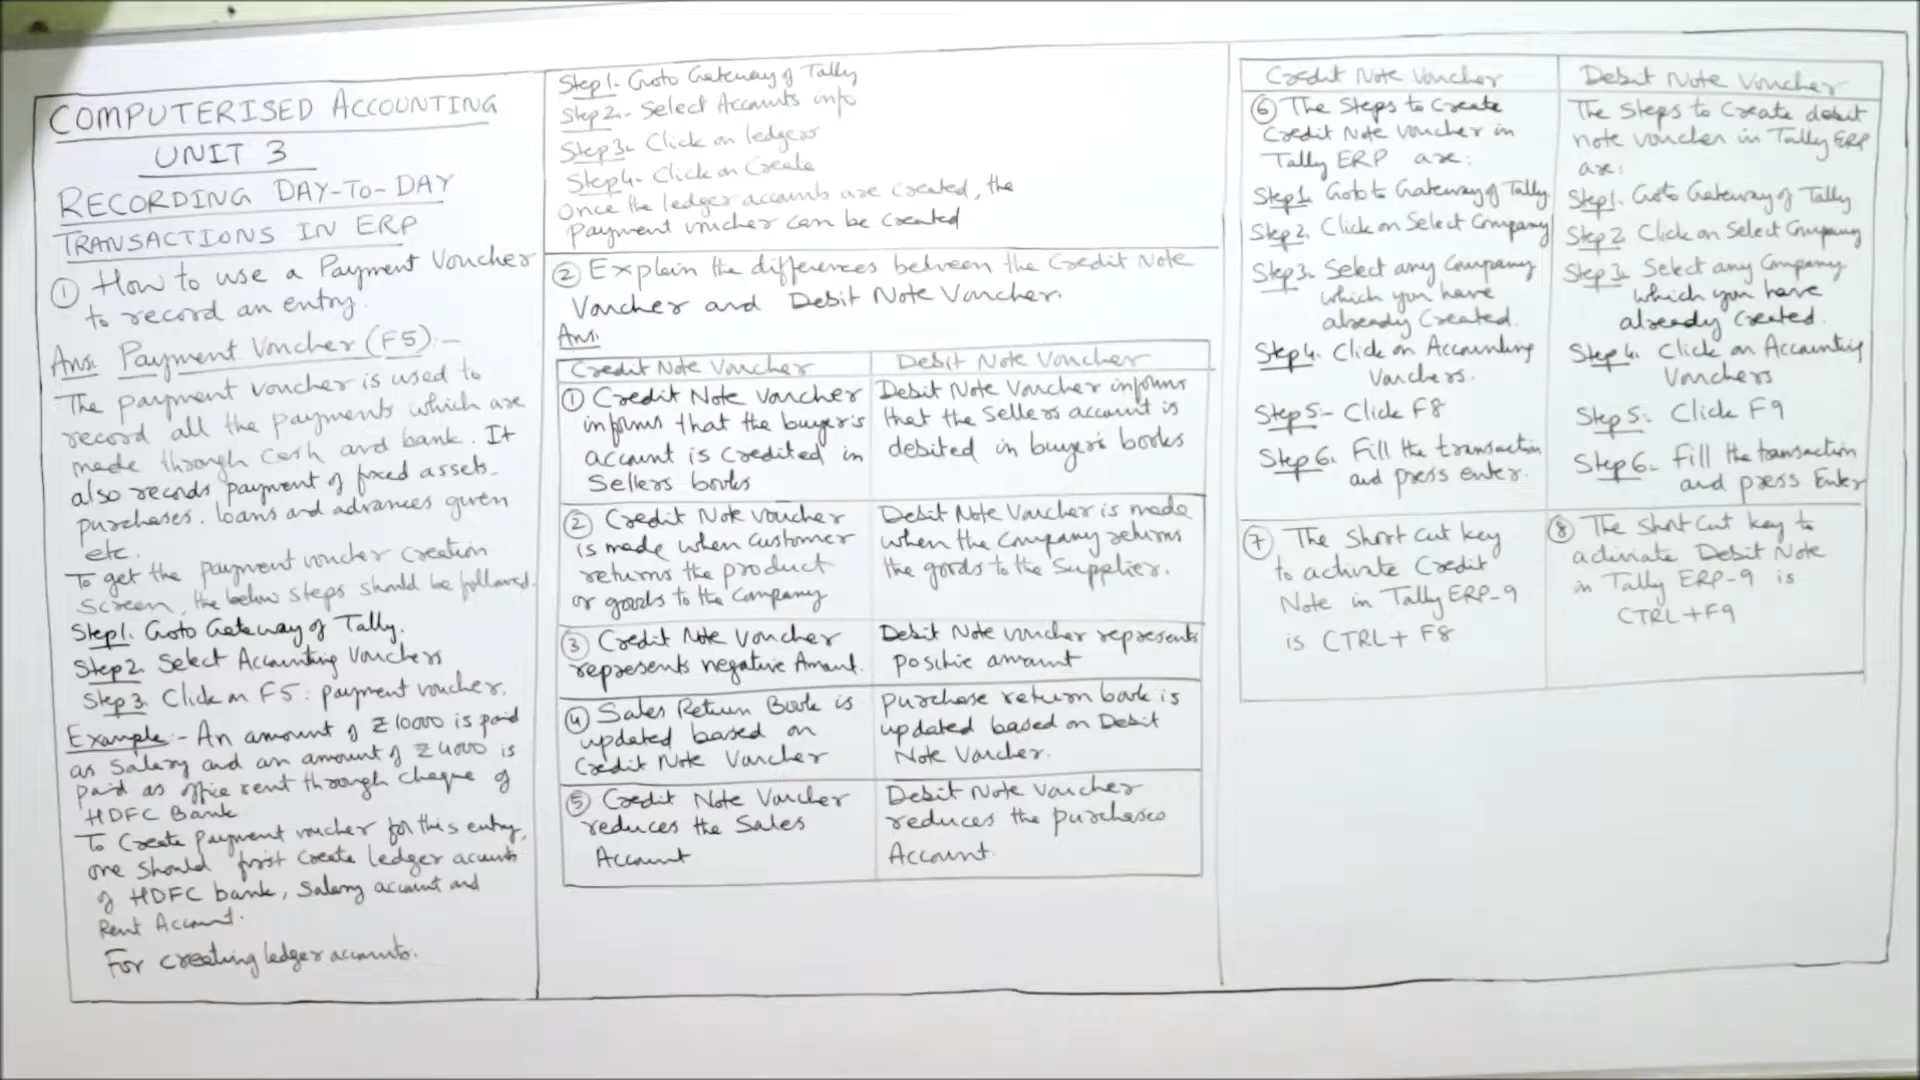 COMPUTERISED ACCOUNTING
UNIT 3
RECORDING DAY-TO-DAY
TRANSACTIONS IN ERP
① How to use a Payment Voucher
to record an entry.
Ans: Payment Voucher (F5):-
The payment voucher is used to
record all the payments which are
made through cash and bank. It
also records payment of fixed assets.
purchases. loans and advances given
etc.
To get the payment voucher creation
screen, the below steps should be followed.
Step1. Goto Gateway of Tally.
Step2. Select Accounting Vouchers
Step 3. Click on F5: payment voucher.
Example:- An amount of ₹10000 is paid
as Salary and an amount of ₹4000 is
paid as office rent through cheque of
HDFC Bank
To Create payment voucher for this entry,
one should first create ledger accounts
of HDFC bank, Salary account and
Rent Account.
For creating ledger accounts.
Step1- Goto Gateway of Tally
Step2.- Select Accounts info
Step3- Click on ledgers
Step4- Click on Create
Once the ledger accounts are created, the
payment voucher can be created
② Explain the differences between the Credit Note
Voucher and Debit Note Voucher.
Ans:
Credit Note Voucher
① Credit Note Voucher
informs that the buyer's
account is credited in
Sellers books
② Credit Note Voucher
is made when customer
returns the product
or goods to the Company
③ Credit Note Voucher
represents negative Amount.
④ Sales Return Book is
updated based on
Credit Note Voucher
⑤ Credit Note Voucher
reduces the Sales
Account
Debit Note Voucher
Debit Note Voucher informs
that the Sellers account is
debited in buyer's books
Debit Note Voucher is made
when the Company returns
the goods to the Supplier.
Debit Note voucher represents
positive amount
Purchase return book is
updated based on Debit
Note Voucher.
Debit Note Voucher
reduces the purchases
Account.
Credit Note Voucher
⑥ The Steps to Create
Credit Note Voucher in
Tally ERP are:
Step1. Goto to Gateway of Tally
Step2. Click on Select Company
Step3. Select any Company
which you have
already Created.
Step4. Click on Accounting
Vouchers.
Step5- Click F8
Step6. Fill the transaction
and press enter.
⑦ The Short Cut key
to activate Credit
Note in Tally ERP-9
is CTRL+ F8
Debit Note Voucher
The Steps to Create debit
note voucher in Tally ERP
are:
Step1. Goto Gateway of Tally
Step2. Click on Select Company
Step3. Select any Company
which you have
already Created.
Step4. Click on Accounting
Vouchers
Step5- Click F9
Step6- Fill the transaction
and press Enter
⑧ The Short Cut key to
activate Debit Note
in Tally ERP-9 is
CTRL+F9